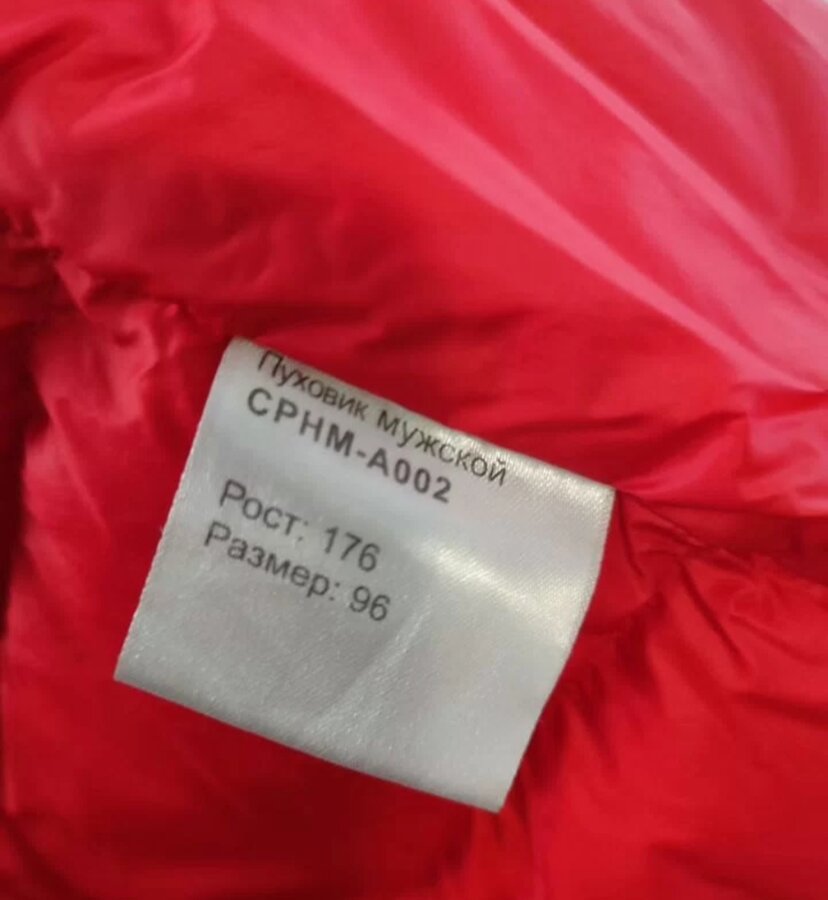 Пуховик мужской
CPHM-A002
Рост: 176
Размер: 96